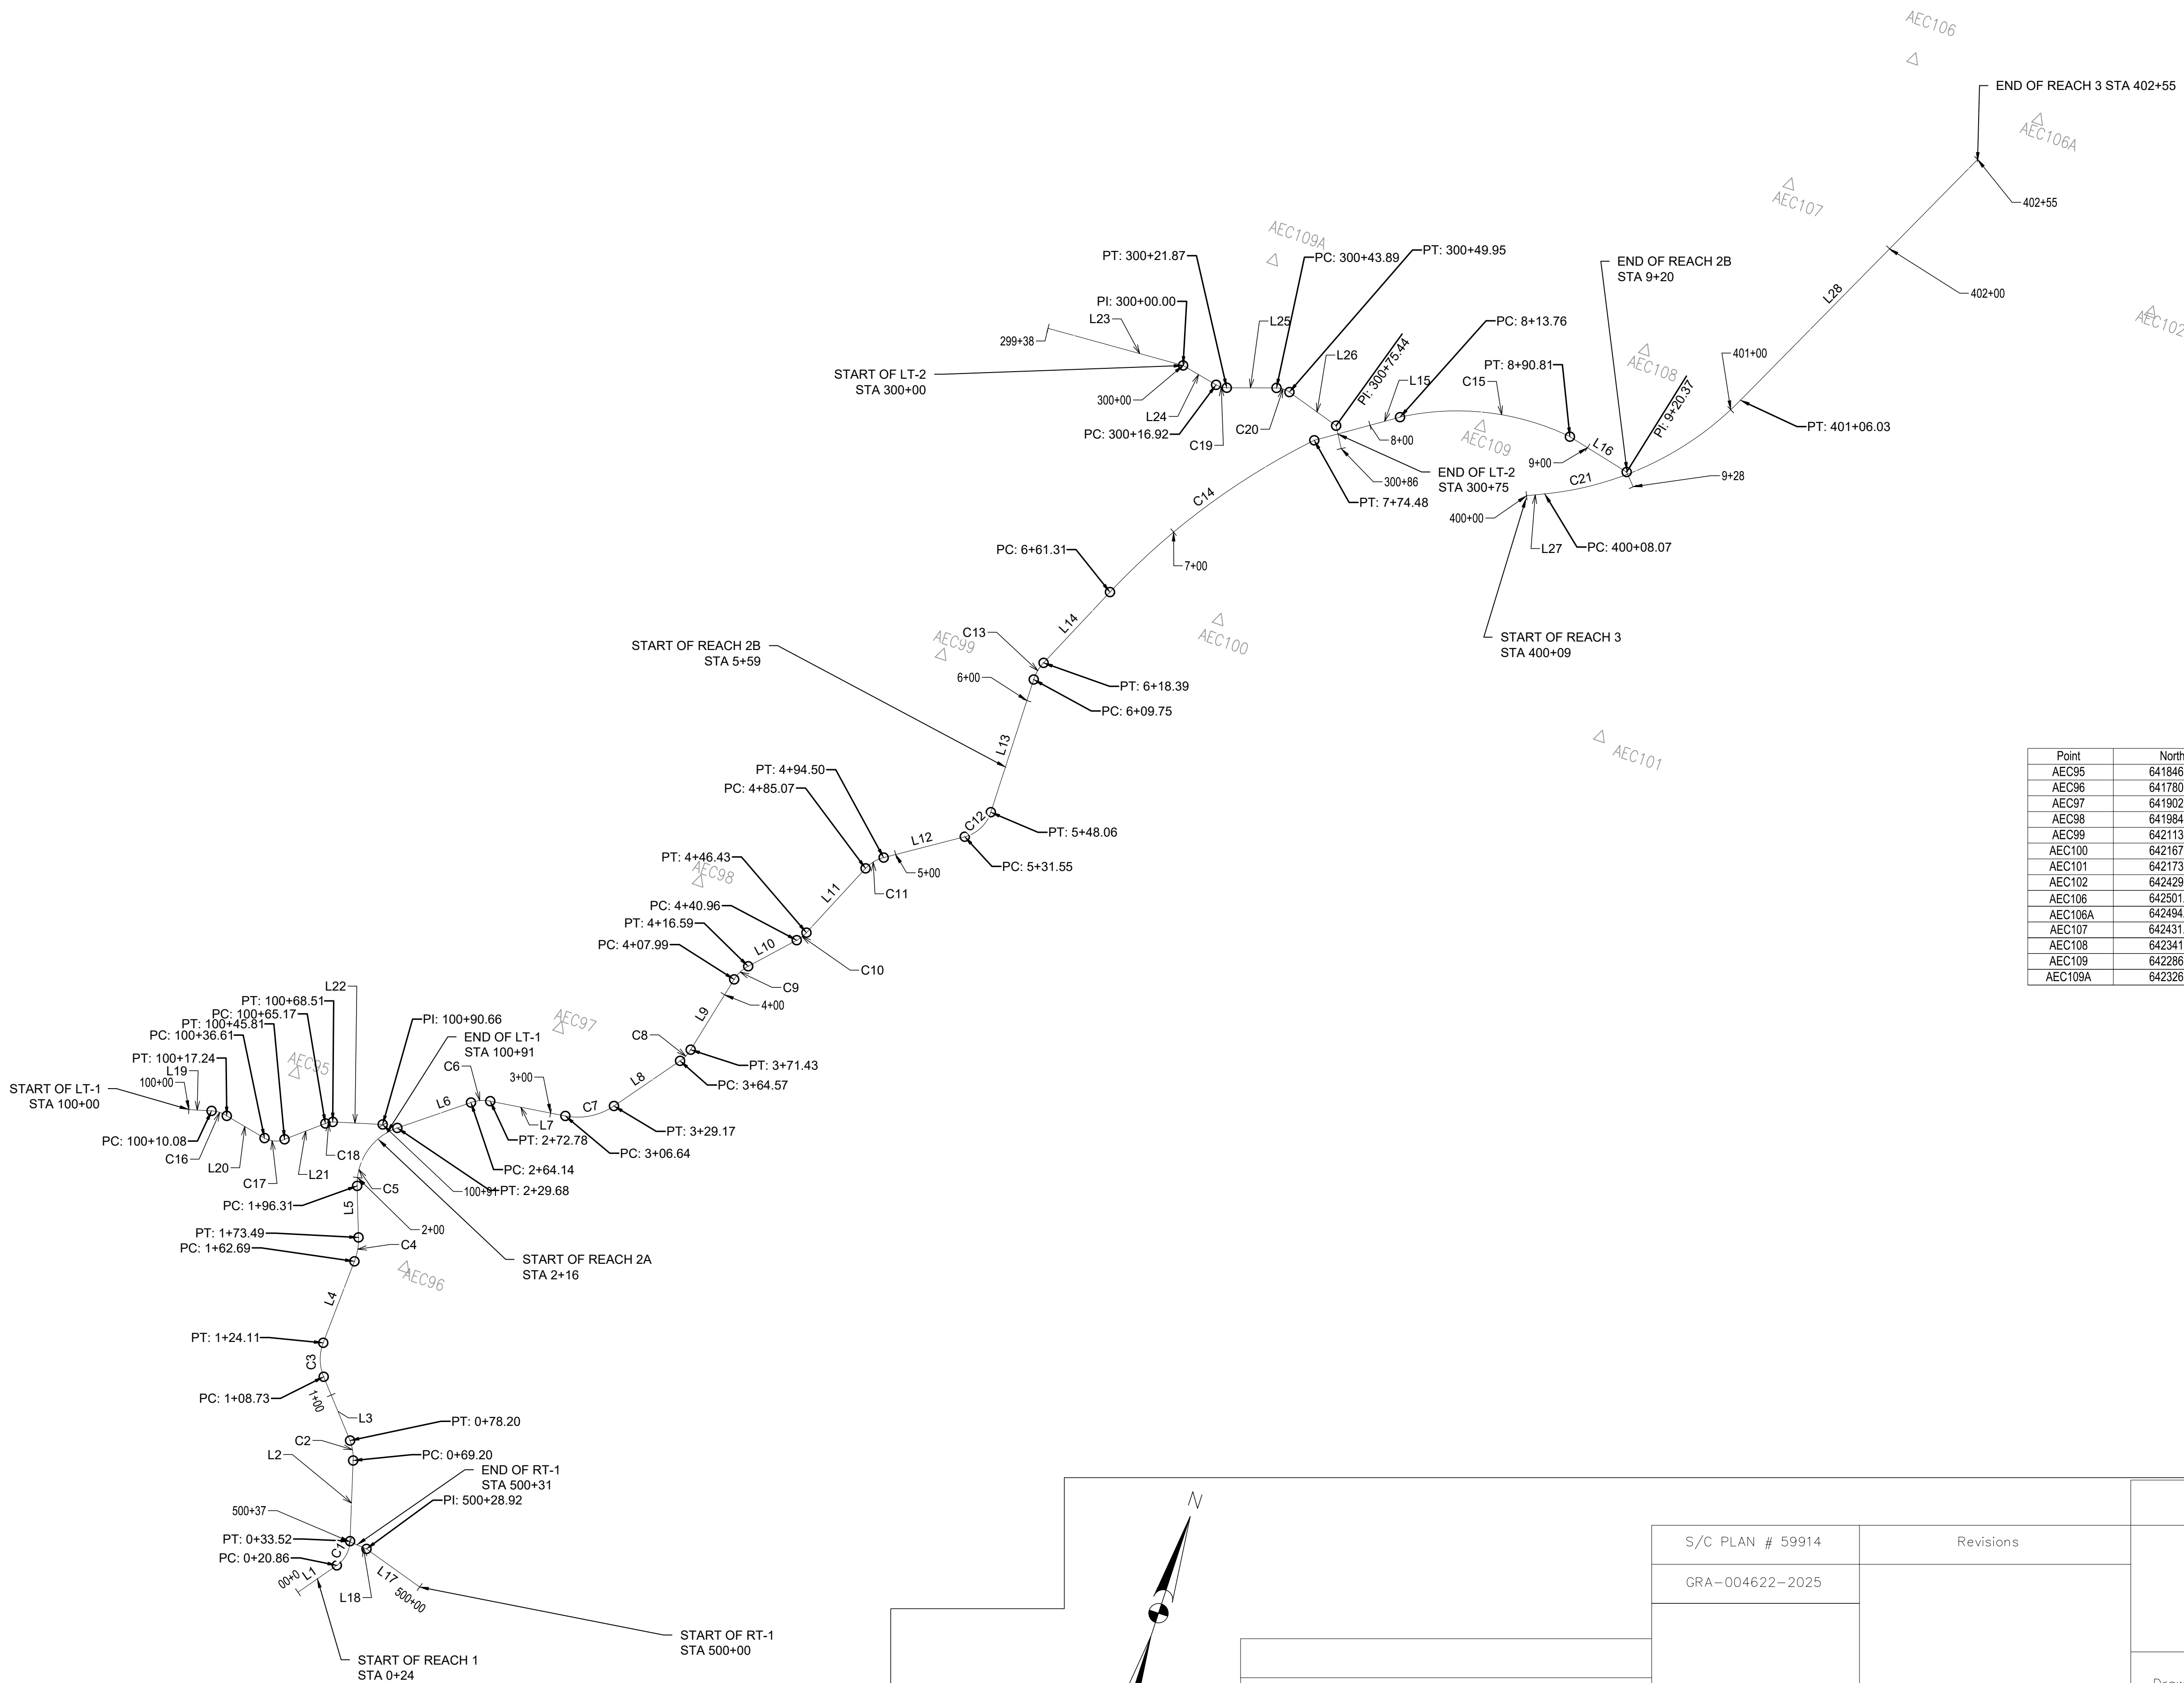 AEC106
END OF REACH 3 STA 402+55
AEC106A
402+55
AEC107
AEC109A
PT: 300+21.87
PC: 300+43.89
PT: 300+49.95
END OF REACH 2B
STA 9+20
402+00
L28
AEC102
PI: 300+00.00
L23
299+38
L25
PC: 8+13.76
L26
PI: 300+75.44
START OF LT-2
STA 300+00
300+00
L24
PC: 300+16.92
C19
C20
L15
8+00
PT: 8+90.81
C15
AEC108
401+00
PI: 9+20.37
PT: 401+06.03
AEC109
L16
9+00
9+28
END OF LT-2
STA 300+75
300+86
PT: 7+74.48
C21
400+00
L27
PC: 400+08.07
C14
PC: 6+61.31
7+00
START OF REACH 3
STA 400+09
AEC100
L14
C13
AEC99
START OF REACH 2B
STA 5+59
6+00
PT: 6+18.39
PC: 6+09.75
L13
AEC101
PT: 4+94.50
PC: 4+85.07
L12
C12
PT: 5+48.06
PC: 5+31.55
5+00
C11
PT: 4+46.43
AEC98
L11
PC: 4+40.96
PT: 4+16.59
PC: 4+07.99
L10
C10
C9
4+00
L9
C8
PT: 3+71.43
PC: 3+64.57
L8
AEC97
L22
PT: 100+68.51
PC: 100+65.17
PT: 100+45.81
PC: 100+36.61
PT: 100+17.24
L19
100+00
START OF LT-1
STA 100+00
AEC95
PI: 100+90.66
END OF LT-1
STA 100+91
C6
3+00
L6
L7
C7
PT: 3+29.17
PT: 2+72.78
PC: 3+06.64
PC: 2+64.14
PT: 2+29.68
100+91
PC: 100+10.08
C16
L20
C17
L21
C18
C5
PC: 1+96.31
L5
2+00
PT: 1+73.49
PC: 1+62.69
C4
START OF REACH 2A
STA 2+16
AEC96
L4
PT: 1+24.11
C3
PC: 1+08.73
1+00
L3
PT: 0+78.20
C2
L2
PC: 0+69.20
END OF RT-1
STA 500+31
PI: 500+28.92
500+37
PT: 0+33.52
PC: 0+20.86
C1
0+00
L1
L18
L17
500+00
START OF RT-1
STA 500+00
START OF REACH 1
STA 0+24
Point North
AEC95 641846
AEC96 641780
AEC97 641902
AEC98 641984
AEC99 642113
AEC100 642167
AEC101 642173
AEC102 642429
AEC106 642501.
AEC106A 642494.
AEC107 642431.
AEC108 642341
AEC109 642286
AEC109A 642326
N
S/C PLAN # 59914
Revisions
GRA-004622-2025